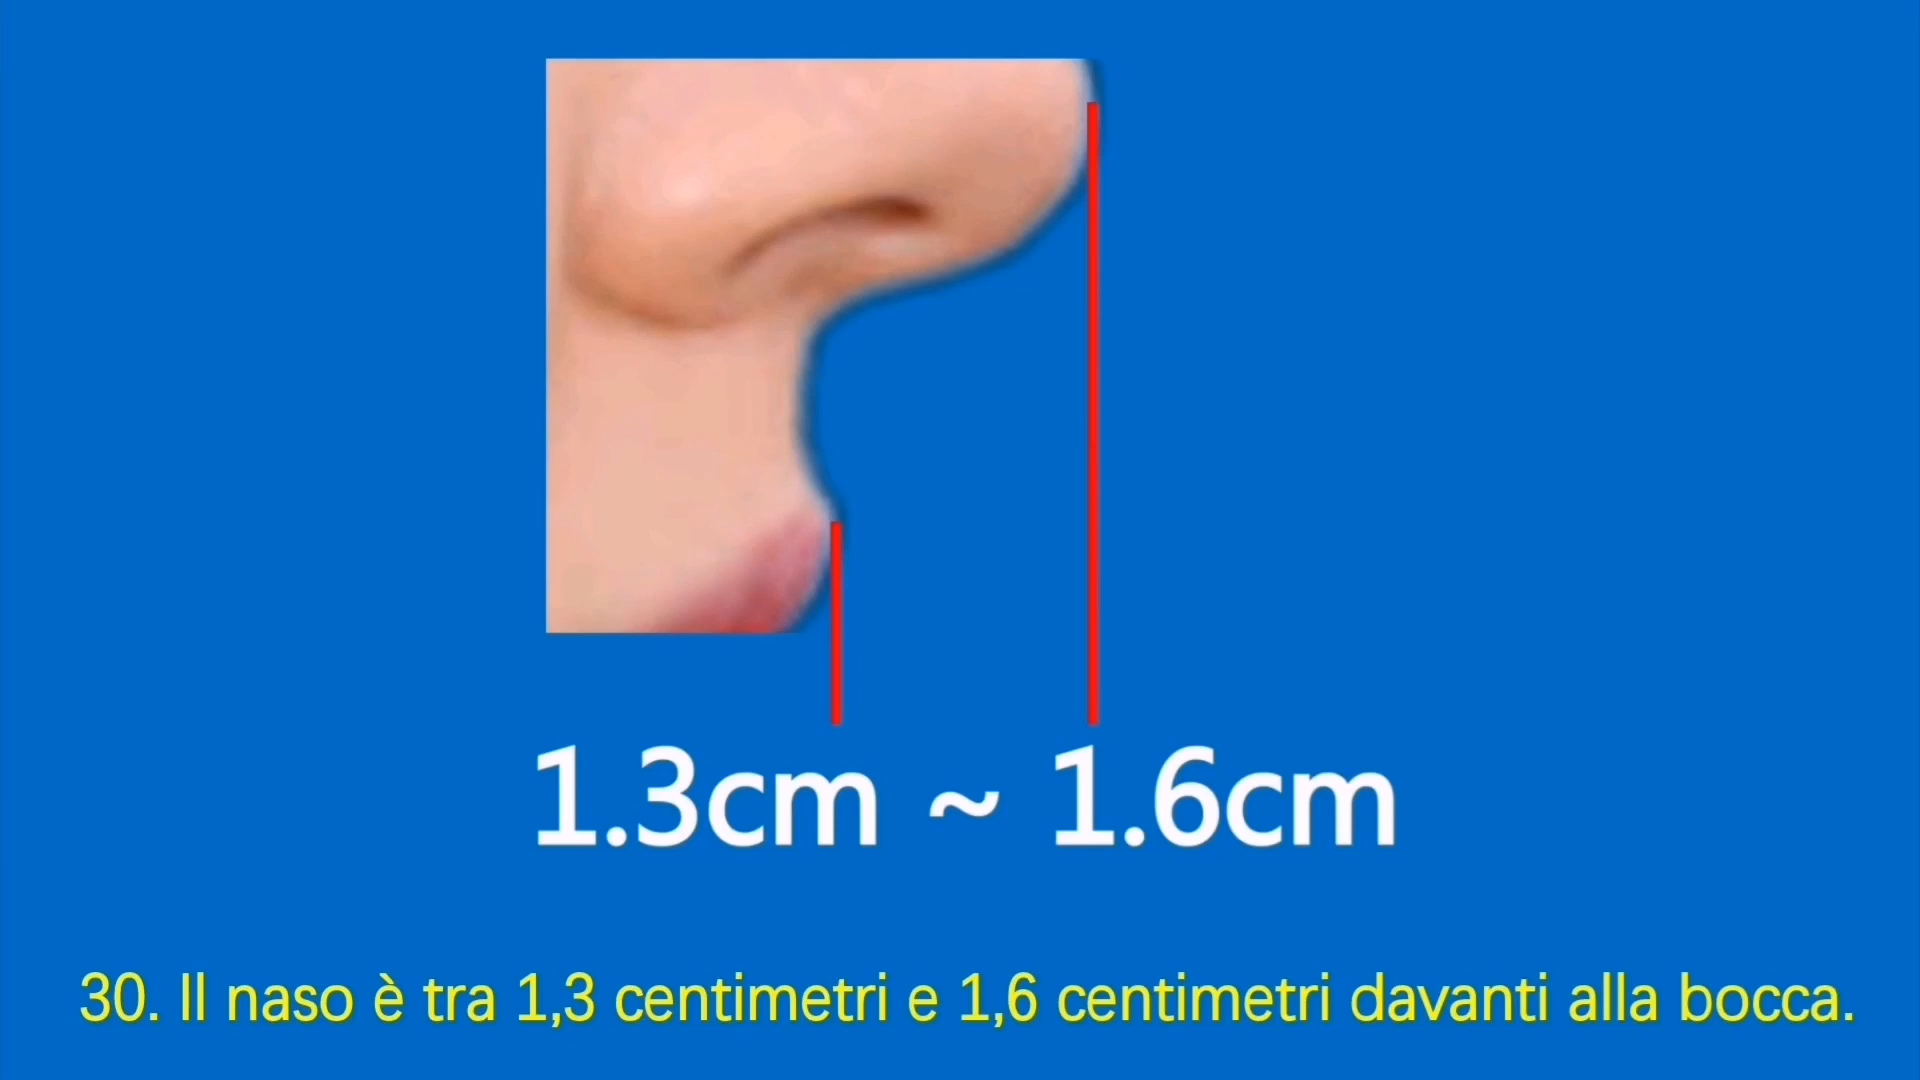 1.3cm ~ 1.6cm
30. Il naso è tra 1,3 centimetri e 1,6 centimetri davanti alla bocca.